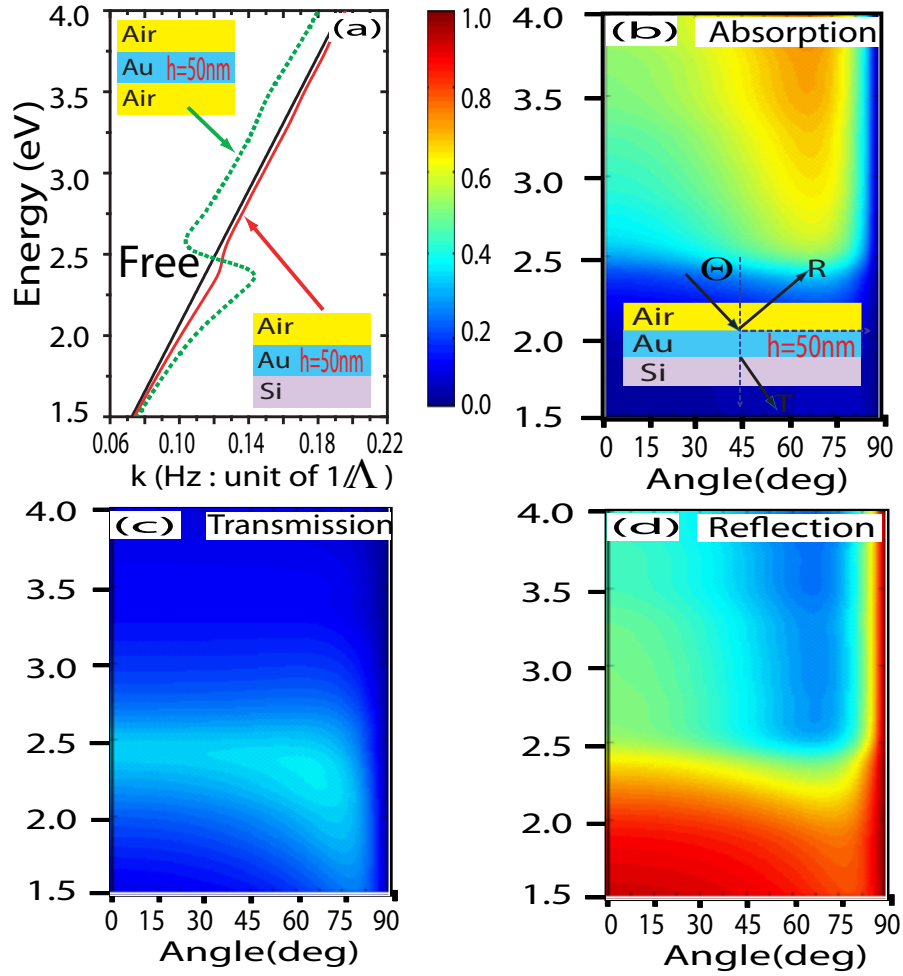 (a)
Air
Au h=50nm
Air
Free
Air
Au h=50nm
Si
Energy (eV)
4.0
3.5
3.0
2.5
2.0
1.5
0.06 0.10 0.14 0.18 0.22
k (Hz : unit of 1/Λ)
1.0
0.8
0.6
0.4
0.2
0.0
(b) Absorption
4.0
3.5
3.0
2.5
2.0
1.5
Θ
R
Air
Au h=50nm
Si
T
0 15 30 45 60 75 90
Angle(deg)
(c) Transmission
4.0
3.5
3.0
2.5
2.0
1.5
0 15 30 45 60 75 90
Angle(deg)
(d) Reflection
4.0
3.5
3.0
2.5
2.0
1.5
0 15 30 45 60 75 90
Angle(deg)